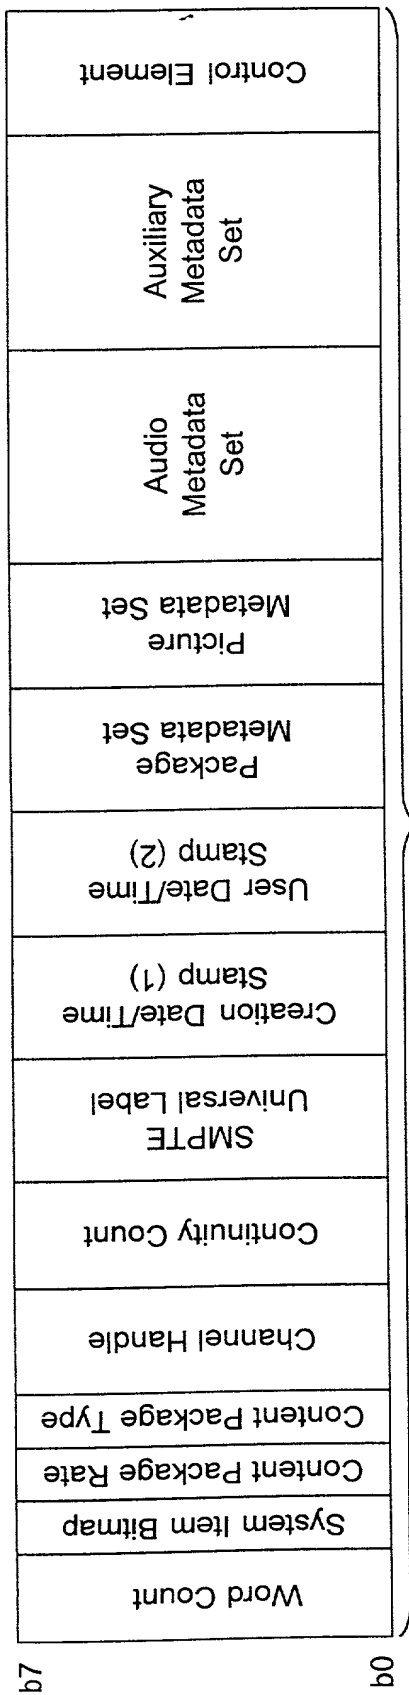 b7
b0
Word Count
System Item Bitmap
Content Package Rate
Content Package Type
Channel Handle
Continuity Count
SMPTE
Universal Label
Creation Date/Time
Stamp (1)
User Date/Time
Stamp (2)
Package
Metadata Set
Picture
Metadata Set
Audio
Metadata
Set
Auxiliary
Metadata
Set
Control Element